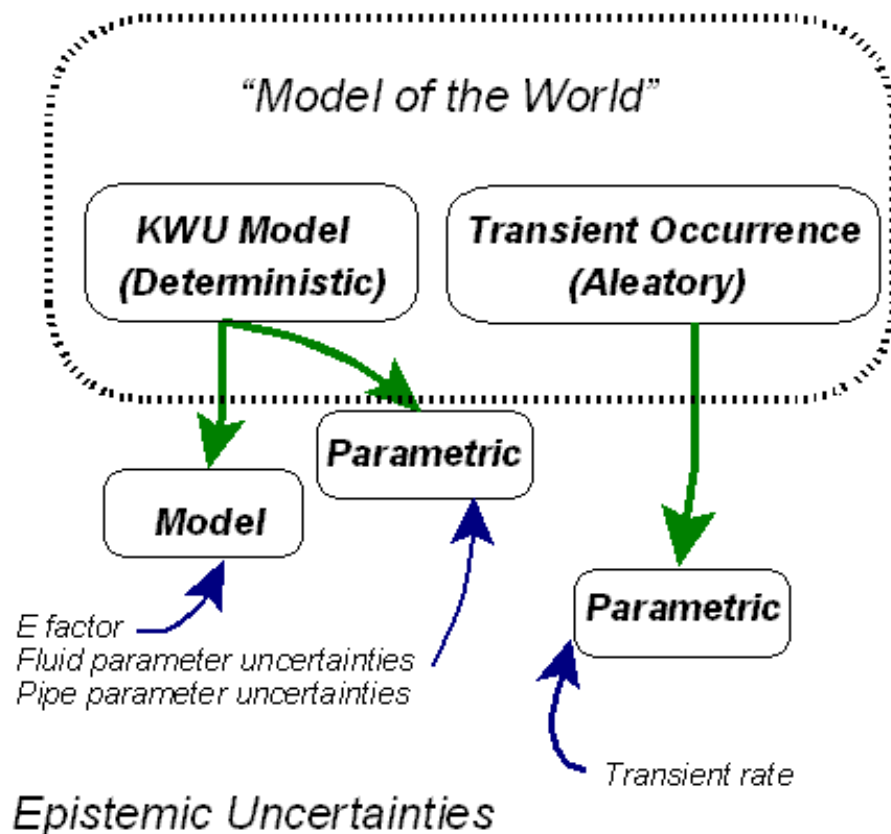 “Model of the World”
KWU Model
(Deterministic)
Transient Occurrence
(Aleatory)
Parametric
Model
Parametric
E factor
Fluid parameter uncertainties
Pipe parameter uncertainties
Transient rate
Epistemic Uncertainties